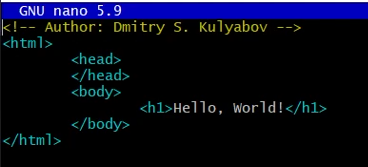 GNU nano 5.9
<!-- Author: Dmitry S. Kulyabov -->
<html>
<head>
</head>
<body>
<h1>Hello, World!</h1>
</body>
</html>